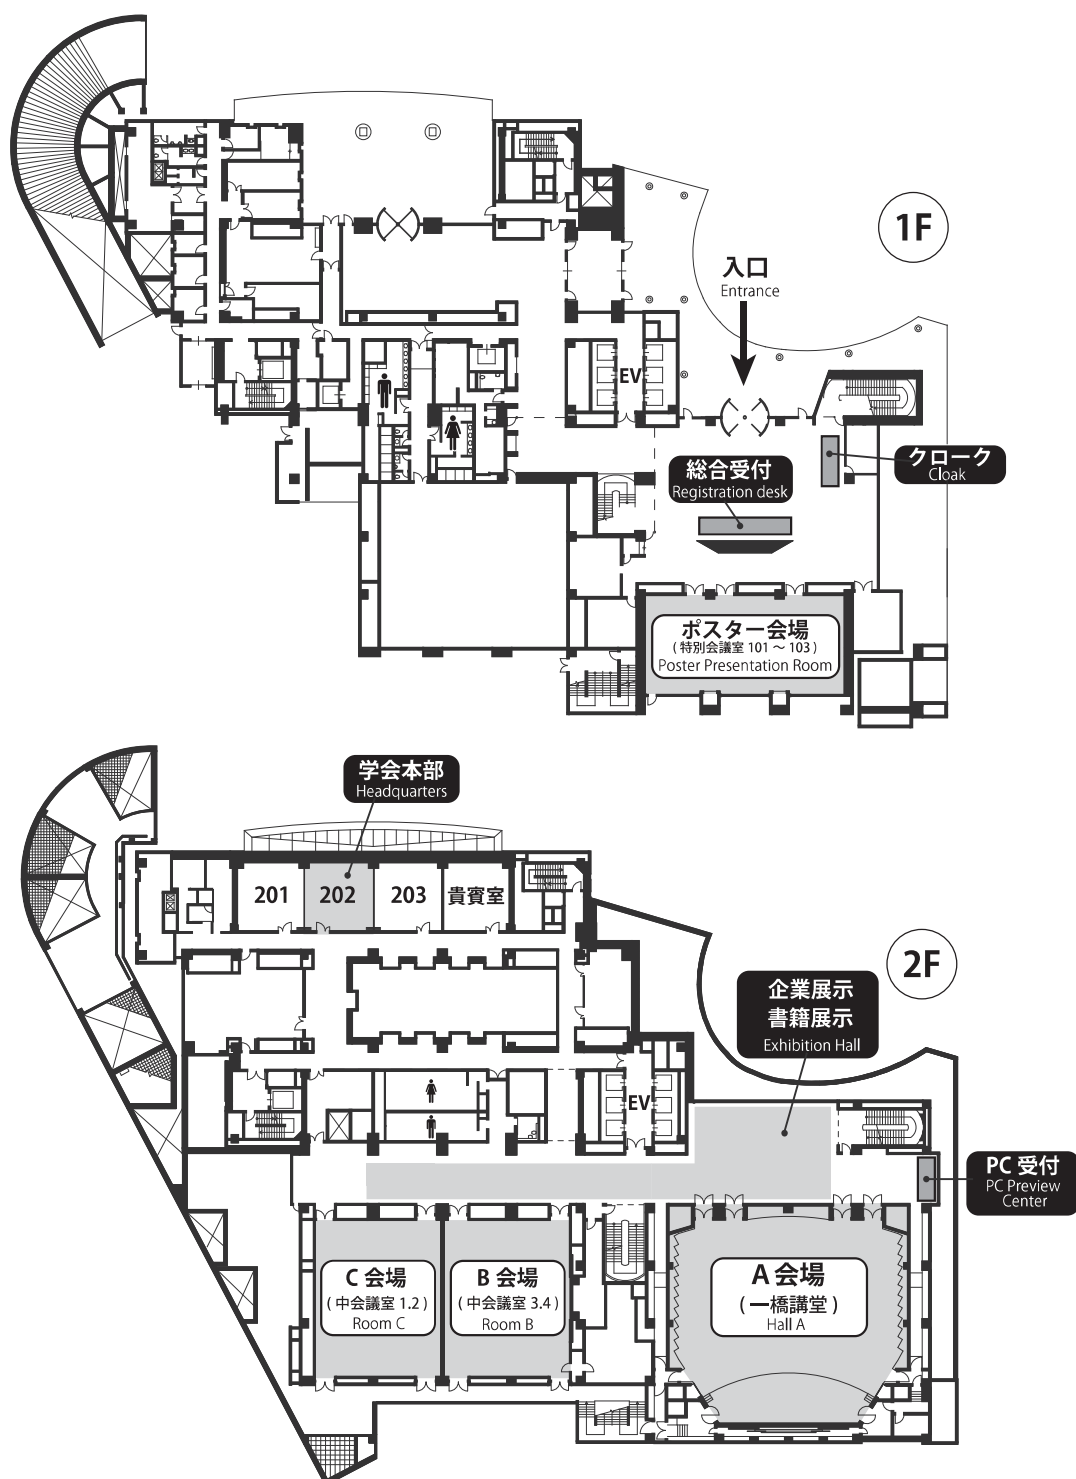 1F
入口
Entrance
EV
クローク
Cloak
総合受付
Registration desk
ポスター会場
( 特別会議室 101 ~ 103 )
Poster Presentation Room
学会本部
Headquarters
201
202
203
貴賓室
2F
企業展示
書籍展示
Exhibition Hall
EV
PC 受付
PC Preview
Center
C 会場
( 中会議室 1.2 )
Room C
B 会場
( 中会議室 3.4 )
Room B
A 会場
( 一橋講堂 )
Hall A